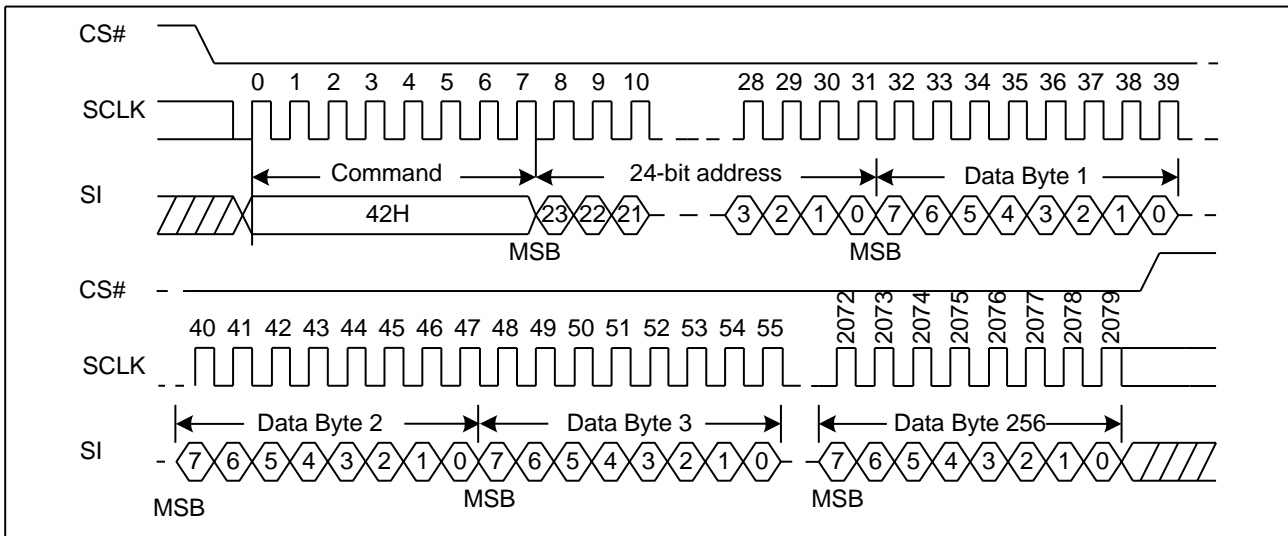 CS#
0 1 2 3 4 5 6 7 8 9 10 28 29 30 31 32 33 34 35 36 37 38 39
SCLK
Command 24-bit address Data Byte 1
SI
42H 23 22 21 3 2 1 0 7 6 5 4 3 2 1 0
MSB MSB
CS#
40 41 42 43 44 45 46 47 48 49 50 51 52 53 54 55 2072 2073 2074 2075 2076 2077 2078 2079
SCLK
Data Byte 2 Data Byte 3 Data Byte 256
SI
7 6 5 4 3 2 1 0 7 6 5 4 3 2 1 0 7 6 5 4 3 2 1 0
MSB MSB MSB